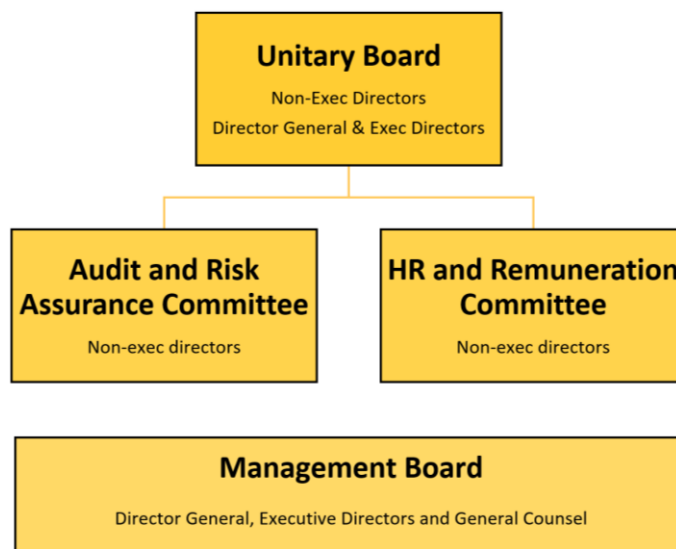 Unitary Board
Non-Exec Directors
Director General & Exec Directors
Audit and Risk
Assurance Committee
Non-exec directors
HR and Remuneration
Committee
Non-exec directors
Management Board
Director General, Executive Directors and General Counsel